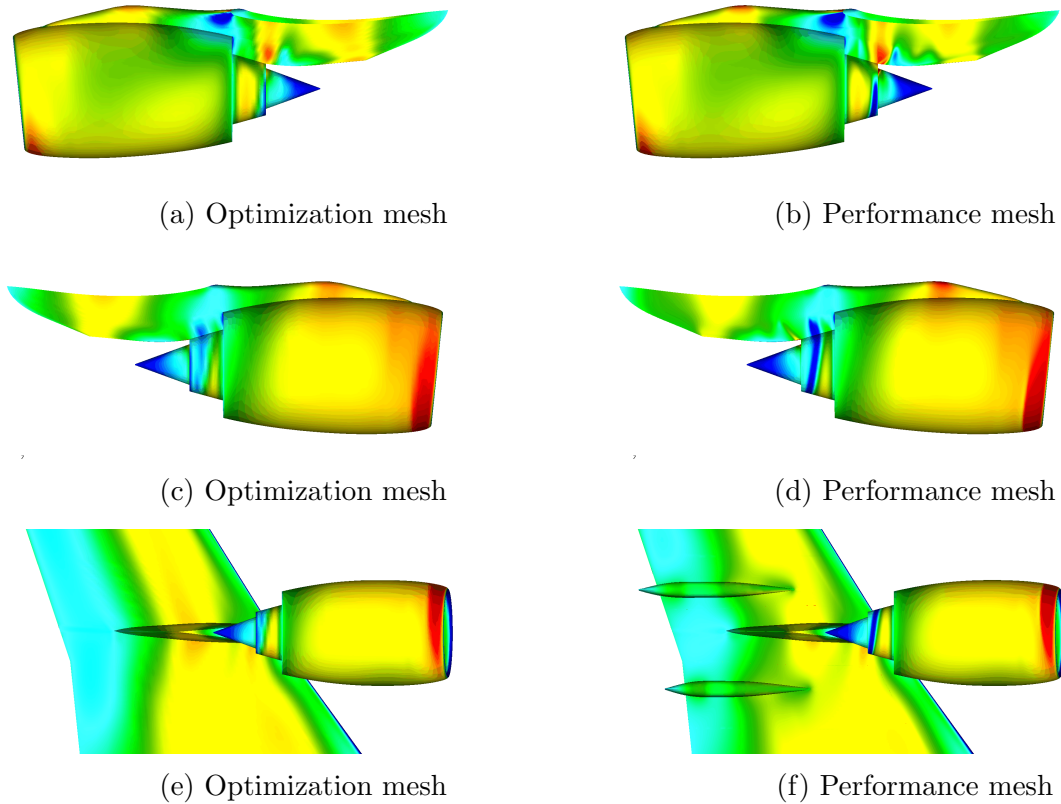 (a) Optimization mesh
(b) Performance mesh
(c) Optimization mesh
(d) Performance mesh
(e) Optimization mesh
(f) Performance mesh